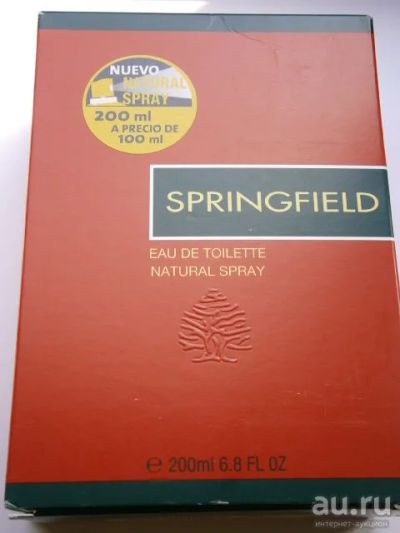 NUEVO
NATURAL
SPRAY
200 ml
A PRECIO DE
100 ml
SPRINGFIELD
EAU DE TOILETTE
NATURAL SPRAY
℮ 200ml 6.8 FL OZ
au.ru
интернет-аукцион